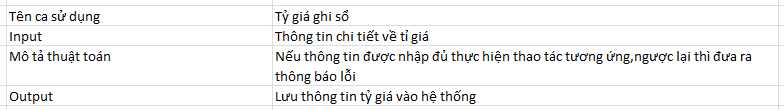 Tên ca sử dụng Tỷ giá ghi sổ
Input Thông tin chi tiết về tỉ giá
Mô tả thuật toán Nếu thông tin được nhập đủ thực hiện thao tác tương ứng,ngược lại thì đưa ra
thông báo lỗi
Output Lưu thông tin tỷ giá vào hệ thống